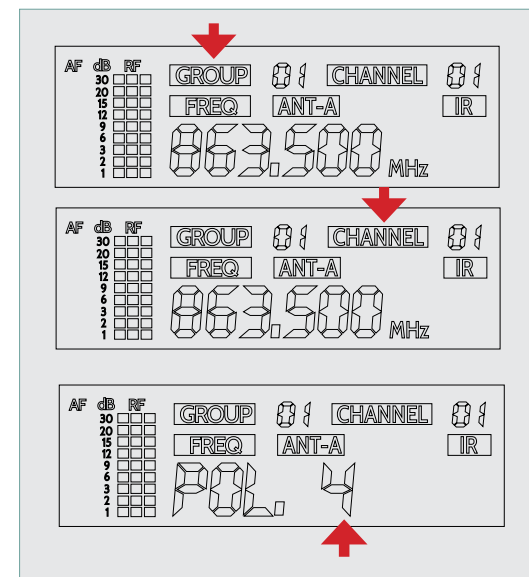 AF dB RF GROUP 01 CHANNEL 01
30
20
15 FREQ ANT-A IR
12
9
6
3
2
1
863.500 MHz
AF dB RF GROUP 01 CHANNEL 01
30
20
15 FREQ ANT-A IR
12
9
6
3
2
1
863.500 MHz
AF dB RF GROUP 01 CHANNEL 01
30
20
15 FREQ ANT-A IR
12
9
6
3
2
1
POL. 4